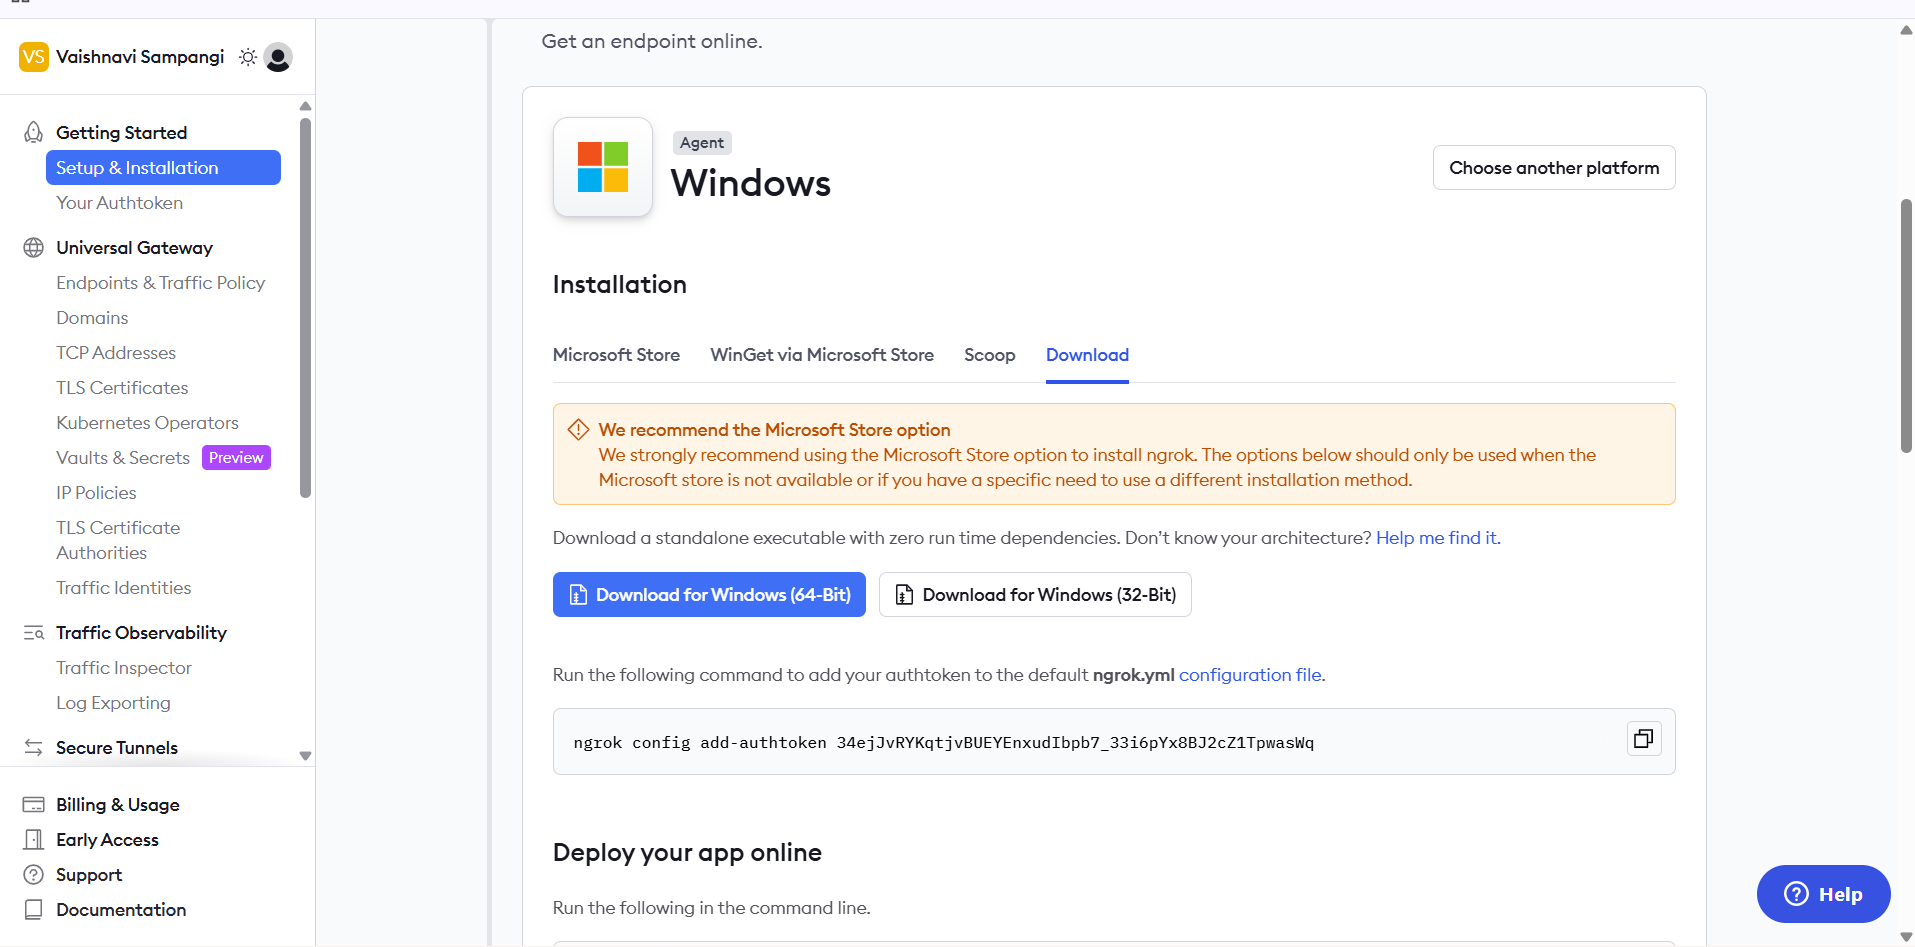 VS Vaishnavi Sampangi
Getting Started
Setup & Installation
Your Authtoken
Universal Gateway
Endpoints & Traffic Policy
Domains
TCP Addresses
TLS Certificates
Kubernetes Operators
Vaults & Secrets Preview
IP Policies
TLS Certificate
Authorities
Traffic Identities
Traffic Observability
Traffic Inspector
Log Exporting
Secure Tunnels
Billing & Usage
Early Access
Support
Documentation
Get an endpoint online.
Agent
Windows
Choose another platform
Installation
Microsoft Store WinGet via Microsoft Store Scoop Download
We recommend the Microsoft Store option
We strongly recommend using the Microsoft Store option to install ngrok. The options below should only be used when the
Microsoft store is not available or if you have a specific need to use a different installation method.
Download a standalone executable with zero run time dependencies. Don't know your architecture? Help me find it.
Download for Windows (64-Bit) Download for Windows (32-Bit)
Run the following command to add your authtoken to the default ngrok.yml configuration file.
ngrok config add-authtoken 34ejJvRYKqtjvBUEYEnxudIbpb7_33i6pYx8BJ2cZ1TpwasWq
Deploy your app online
Run the following in the command line.
Help